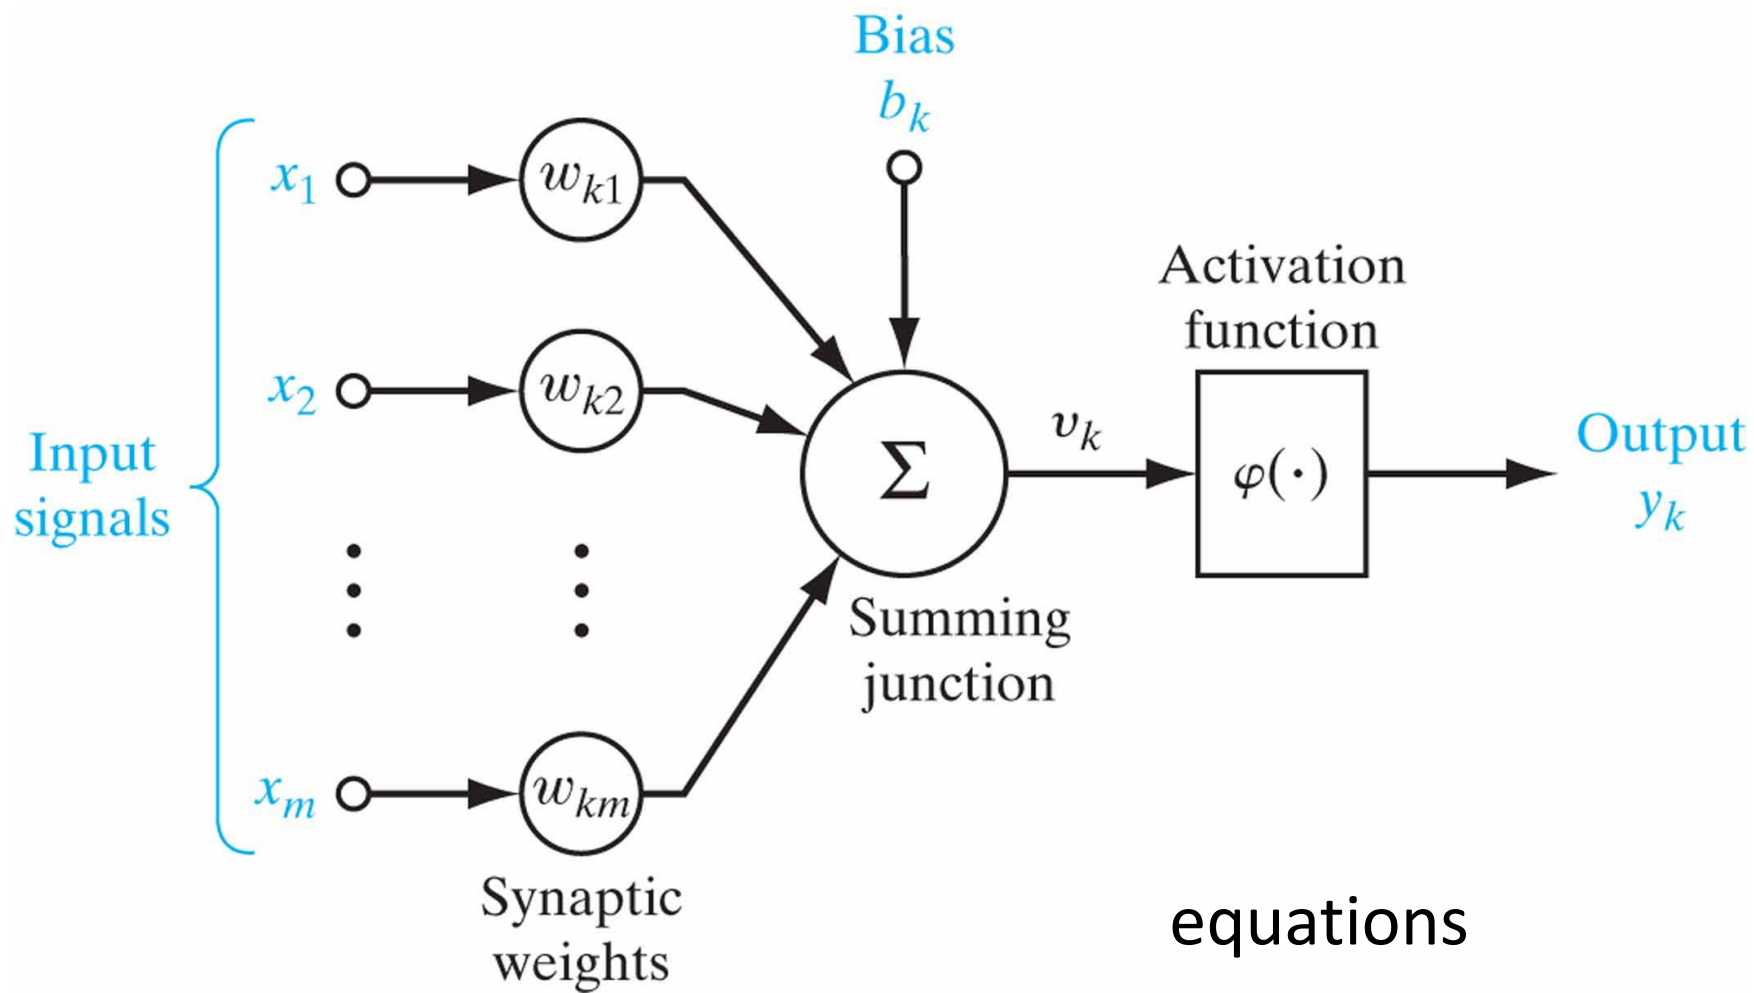 Bias
b_k
x_1
w_k1
Activation
function
x_2
w_k2
Input
signals
Σ
v_k
φ(·)
Output
y_k
Summing
junction
x_m
w_km
Synaptic
weights
equations